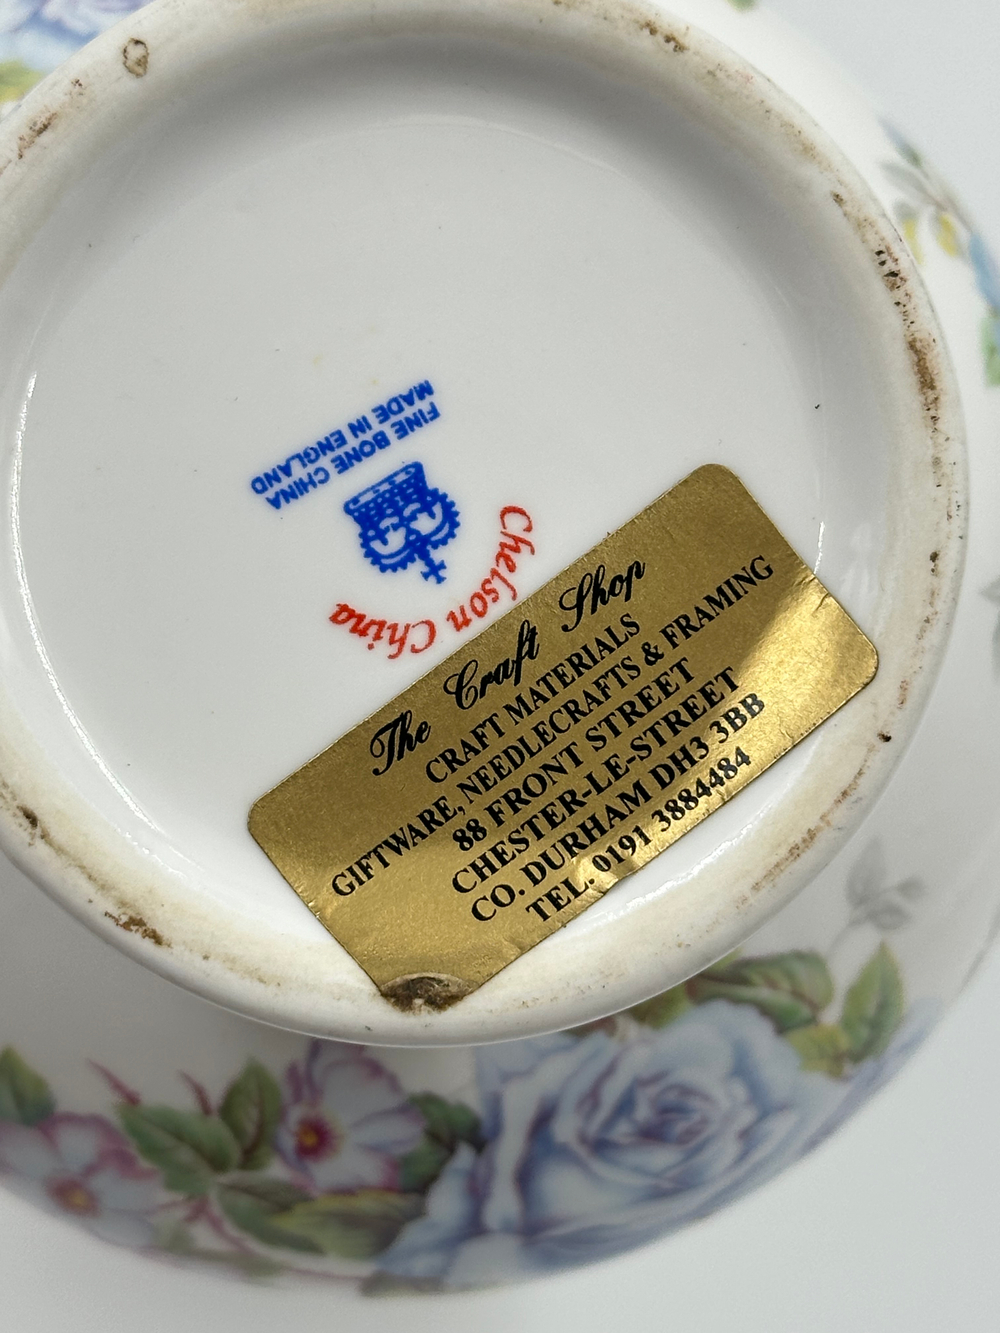 Chelson China
FINE BONE CHINA
MADE IN ENGLAND
The Craft Shop
CRAFT MATERIALS
GIFTWARE, NEEDLECRAFTS & FRAMING
88 FRONT STREET
CHESTER-LE-STREET
CO. DURHAM DH3 3BB
TEL. 0191 3884484